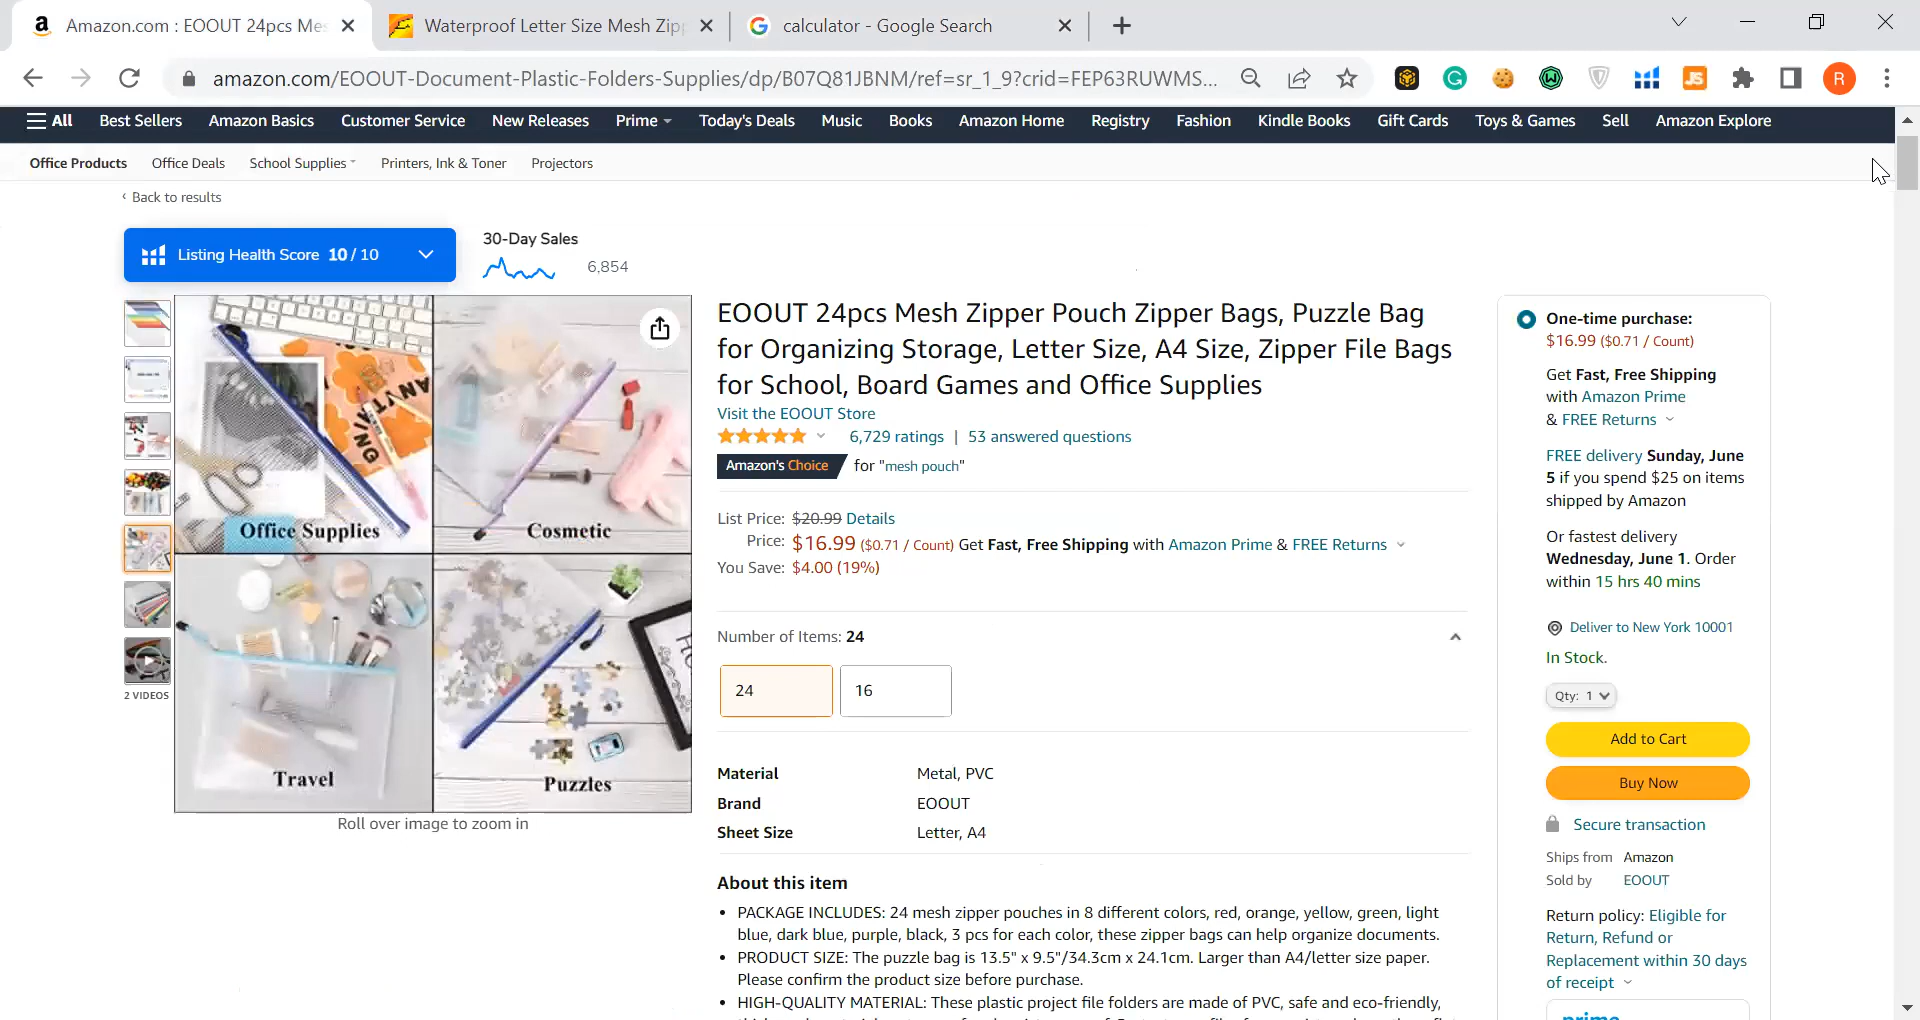 Amazon.com : EOOUT 24pcs Mes
Waterproof Letter Size Mesh Zipp
calculator - Google Search
amazon.com/EOOUT-Document-Plastic-Folders-Supplies/dp/B07Q81JBNM/ref=sr_1_9?crid=FEP63RUWMS...
R
All Best Sellers Amazon Basics Customer Service New Releases Prime Today's Deals Music Books Amazon Home Registry Fashion Kindle Books Gift Cards Toys & Games Sell Amazon Explore
Office Products Office Deals School Supplies Printers, Ink & Toner Projectors
‹ Back to results
Listing Health Score 10 / 10
30-Day Sales
6,854
Office Supplies
Cosmetic
Travel
Puzzles
2 VIDEOS
Roll over image to zoom in
EOOUT 24pcs Mesh Zipper Pouch Zipper Bags, Puzzle Bag
for Organizing Storage, Letter Size, A4 Size, Zipper File Bags
for School, Board Games and Office Supplies
Visit the EOOUT Store
6,729 ratings | 53 answered questions
Amazon's Choice for "mesh pouch"
List Price: $20.99 Details
Price: $16.99 ($0.71 / Count) Get Fast, Free Shipping with Amazon Prime & FREE Returns
You Save: $4.00 (19%)
Number of Items: 24
24
16
Material Metal, PVC
Brand EOOUT
Sheet Size Letter, A4
About this item
• PACKAGE INCLUDES: 24 mesh zipper pouches in 8 different colors, red, orange, yellow, green, light
blue, dark blue, purple, black, 3 pcs for each color, these zipper bags can help organize documents.
• PRODUCT SIZE: The puzzle bag is 13.5" x 9.5"/34.3cm x 24.1cm. Larger than A4/letter size paper.
Please confirm the product size before purchase.
• HIGH-QUALITY MATERIAL: These plastic project file folders are made of PVC, safe and eco-friendly,
One-time purchase:
$16.99 ($0.71 / Count)
Get Fast, Free Shipping
with Amazon Prime
& FREE Returns
FREE delivery Sunday, June
5 if you spend $25 on items
shipped by Amazon
Or fastest delivery
Wednesday, June 1. Order
within 15 hrs 40 mins
Deliver to New York 10001
In Stock.
Qty: 1
Add to Cart
Buy Now
Secure transaction
Ships from Amazon
Sold by EOOUT
Return policy: Eligible for
Return, Refund or
Replacement within 30 days
of receipt
prime